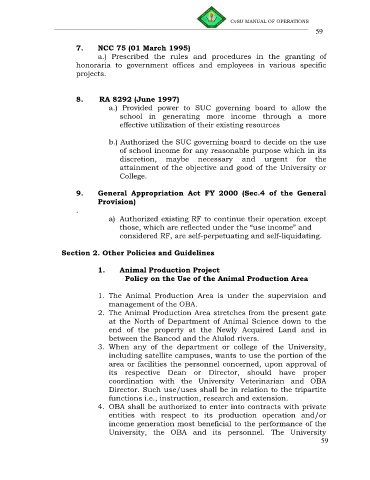 CVSU MANUAL OF OPERATIONS
59
7. NCC 75 (01 March 1995)
a.) Prescribed the rules and procedures in the granting of
honoraria to government offices and employees in various specific
projects.
8. RA 8292 (June 1997)
a.) Provided power to SUC governing board to allow the
school in generating more income through a more
effective utilization of their existing resources
b.) Authorized the SUC governing board to decide on the use
of school income for any reasonable purpose which in its
discretion, maybe necessary and urgent for the
attainment of the objective and good of the University or
College.
9. General Appropriation Act FY 2000 (Sec.4 of the General
Provision)
.
a) Authorized existing RF to continue their operation except
those, which are reflected under the “use income” and
considered RF, are self-perpetuating and self-liquidating.
Section 2. Other Policies and Guidelines
1. Animal Production Project
Policy on the Use of the Animal Production Area
1. The Animal Production Area is under the supervision and
management of the OBA.
2. The Animal Production Area stretches from the present gate
at the North of Department of Animal Science down to the
end of the property at the Newly Acquired Land and in
between the Bancod and the Alulod rivers.
3. When any of the department or college of the University,
including satellite campuses, wants to use the portion of the
area or facilities the personnel concerned, upon approval of
its respective Dean or Director, should have proper
coordination with the University Veterinarian and OBA
Director. Such use/uses shall be in relation to the tripartite
functions i.e., instruction, research and extension.
4. OBA shall be authorized to enter into contracts with private
entities with respect to its production operation and/or
income generation most beneficial to the performance of the
University, the OBA and its personnel. The University
59